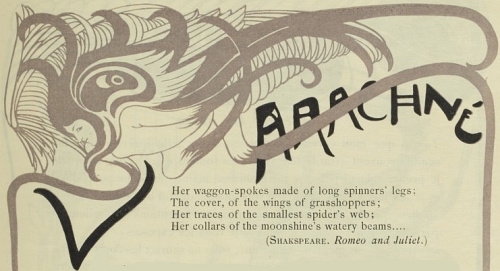 V
ARACHNÉ
Her waggon-spokes made of long spinners' legs;
The cover, of the wings of grasshoppers;
Her traces of the smallest spider's web;
Her collars of the moonshine's watery beams....
(SHAKSPEARE. Romeo and Juliet.)